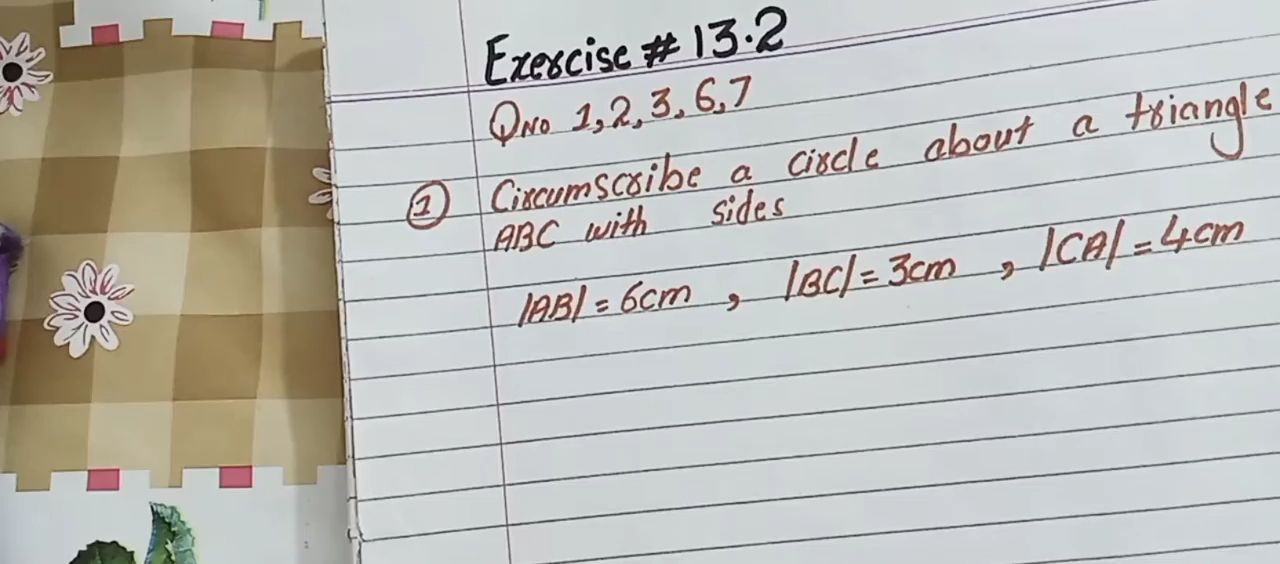 Exercise # 13.2
QNo 1,2,3,6,7
① Circumscribe a circle about a triangle
ABC with sides
|AB| = 6cm , |BC| = 3cm , |CA| = 4cm